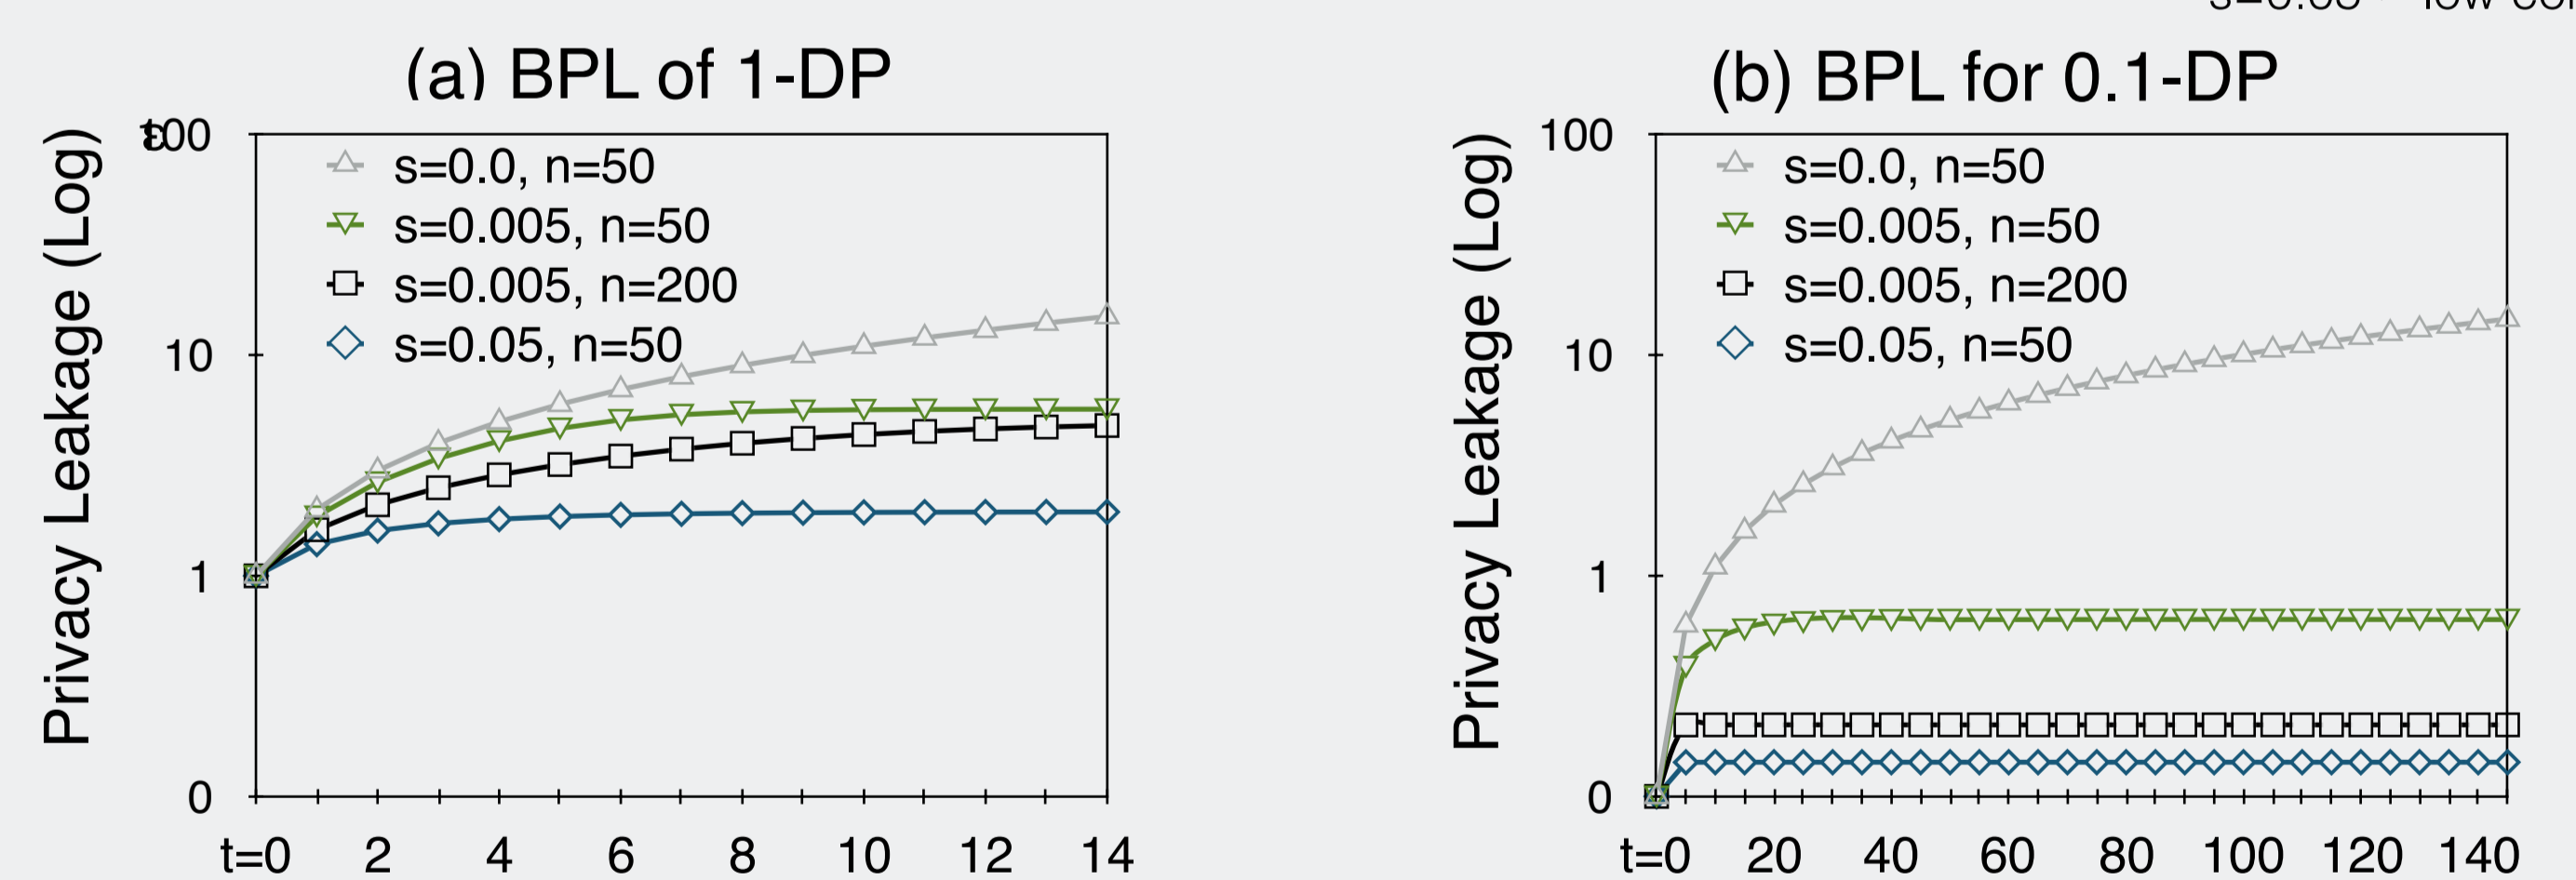 (a) BPL of 1-DP
Privacy Leakage (Log)
100
10
1
0
s=0.0, n=50
s=0.005, n=50
s=0.005, n=200
s=0.05, n=50
t=0 2 4 6 8 10 12 14
(b) BPL for 0.1-DP
Privacy Leakage (Log)
100
10
1
0
s=0.0, n=50
s=0.005, n=50
s=0.005, n=200
s=0.05, n=50
t=0 20 40 60 80 100 120 140